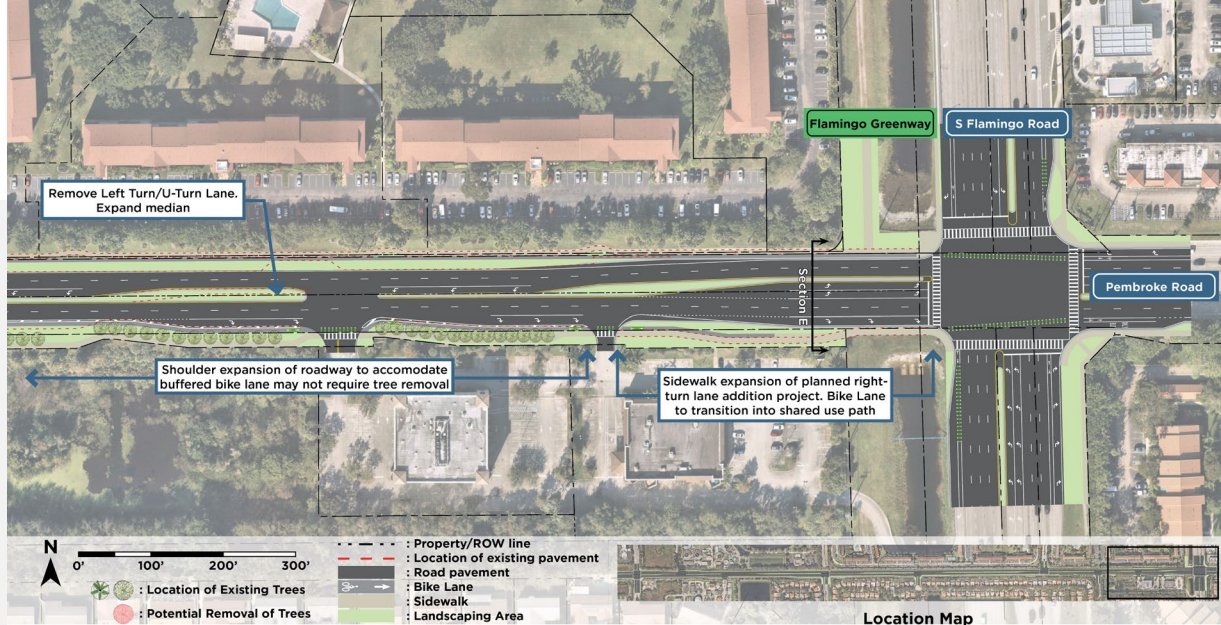 Flamingo Greenway
S Flamingo Road
Remove Left Turn/U-Turn Lane.
Expand median
Section E
Pembroke Road
Shoulder expansion of roadway to accomodate
buffered bike lane may not require tree removal
Sidewalk expansion of planned right-
turn lane addition project. Bike Lane
to transition into shared use path
N
0' 100' 200' 300'
: Location of Existing Trees
: Potential Removal of Trees
: Property/ROW line
: Location of existing pavement
: Road pavement
: Bike Lane
: Sidewalk
: Landscaping Area
Location Map